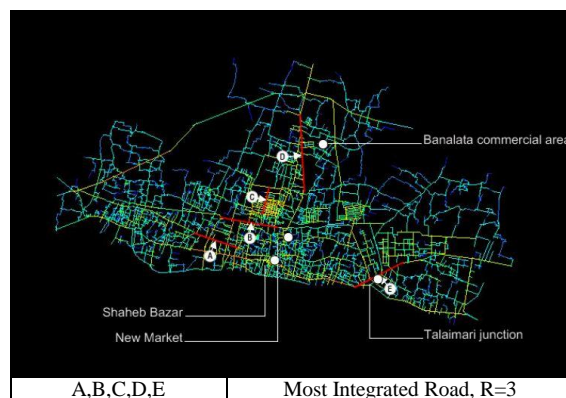 Banalata commercial area
D
C
B
A
E
Shaheb Bazar
New Market
Talaimari junction
A,B,C,D,E Most Integrated Road, R=3